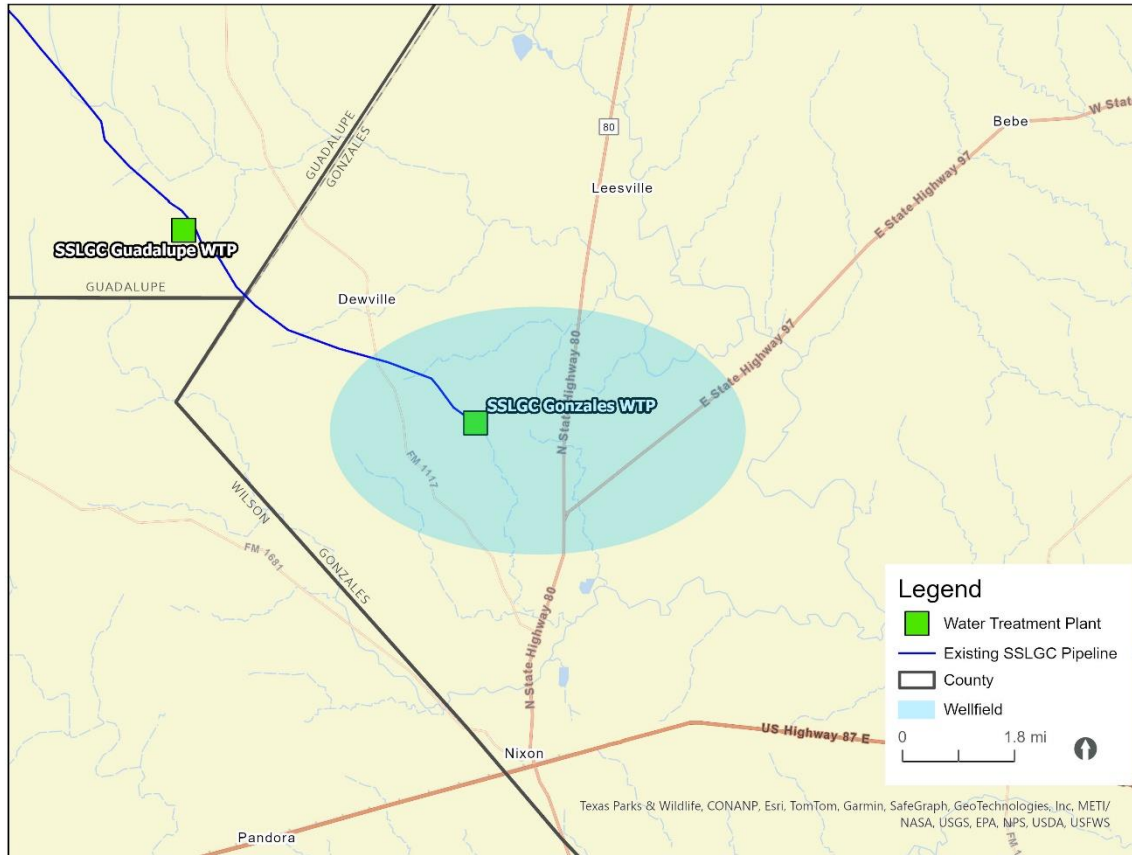 GUADALUPE
GONZALES
80
Bebe
W State
Leesville
E State Highway 97
SSLGC Guadalupe WTP
GUADALUPE
Dewville
N State Highway 80
E State Highway 97
SSLGC Gonzales WTP
FM 1117
WILSON
GONZALES
FM 1681
N State Highway 80
US Highway 87 E
Nixon
Pandora
Legend
Water Treatment Plant
Existing SSLGC Pipeline
County
Wellfield
0 1.8 mi
Texas Parks & Wildlife, CONANP, Esri, TomTom, Garmin, SafeGraph, GeoTechnologies, Inc, METI/
NASA, USGS, EPA, NPS, USDA, USFWS